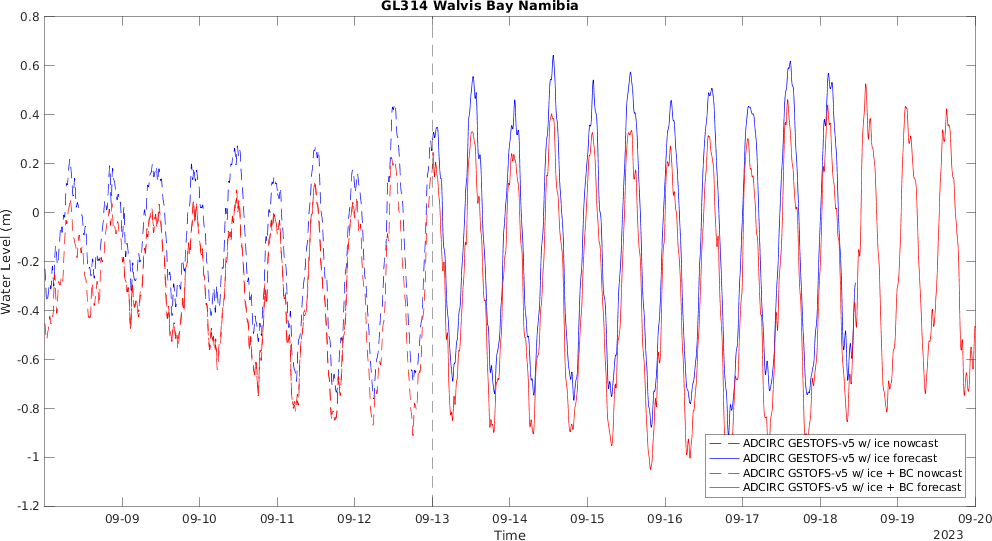 GL314 Walvis Bay Namibia
0.8
0.6
0.4
0.2
0
-0.2
-0.4
-0.6
-0.8
-1
-1.2
Water Level (m)
ADCIRC GESTOFS-v5 w/ ice nowcast
ADCIRC GESTOFS-v5 w/ ice forecast
ADCIRC GSTOFS-v5 w/ ice + BC nowcast
ADCIRC GSTOFS-v5 w/ ice + BC forecast
09-09 09-10 09-11 09-12 09-13 09-14 09-15 09-16 09-17 09-18 09-19 09-20
Time
2023